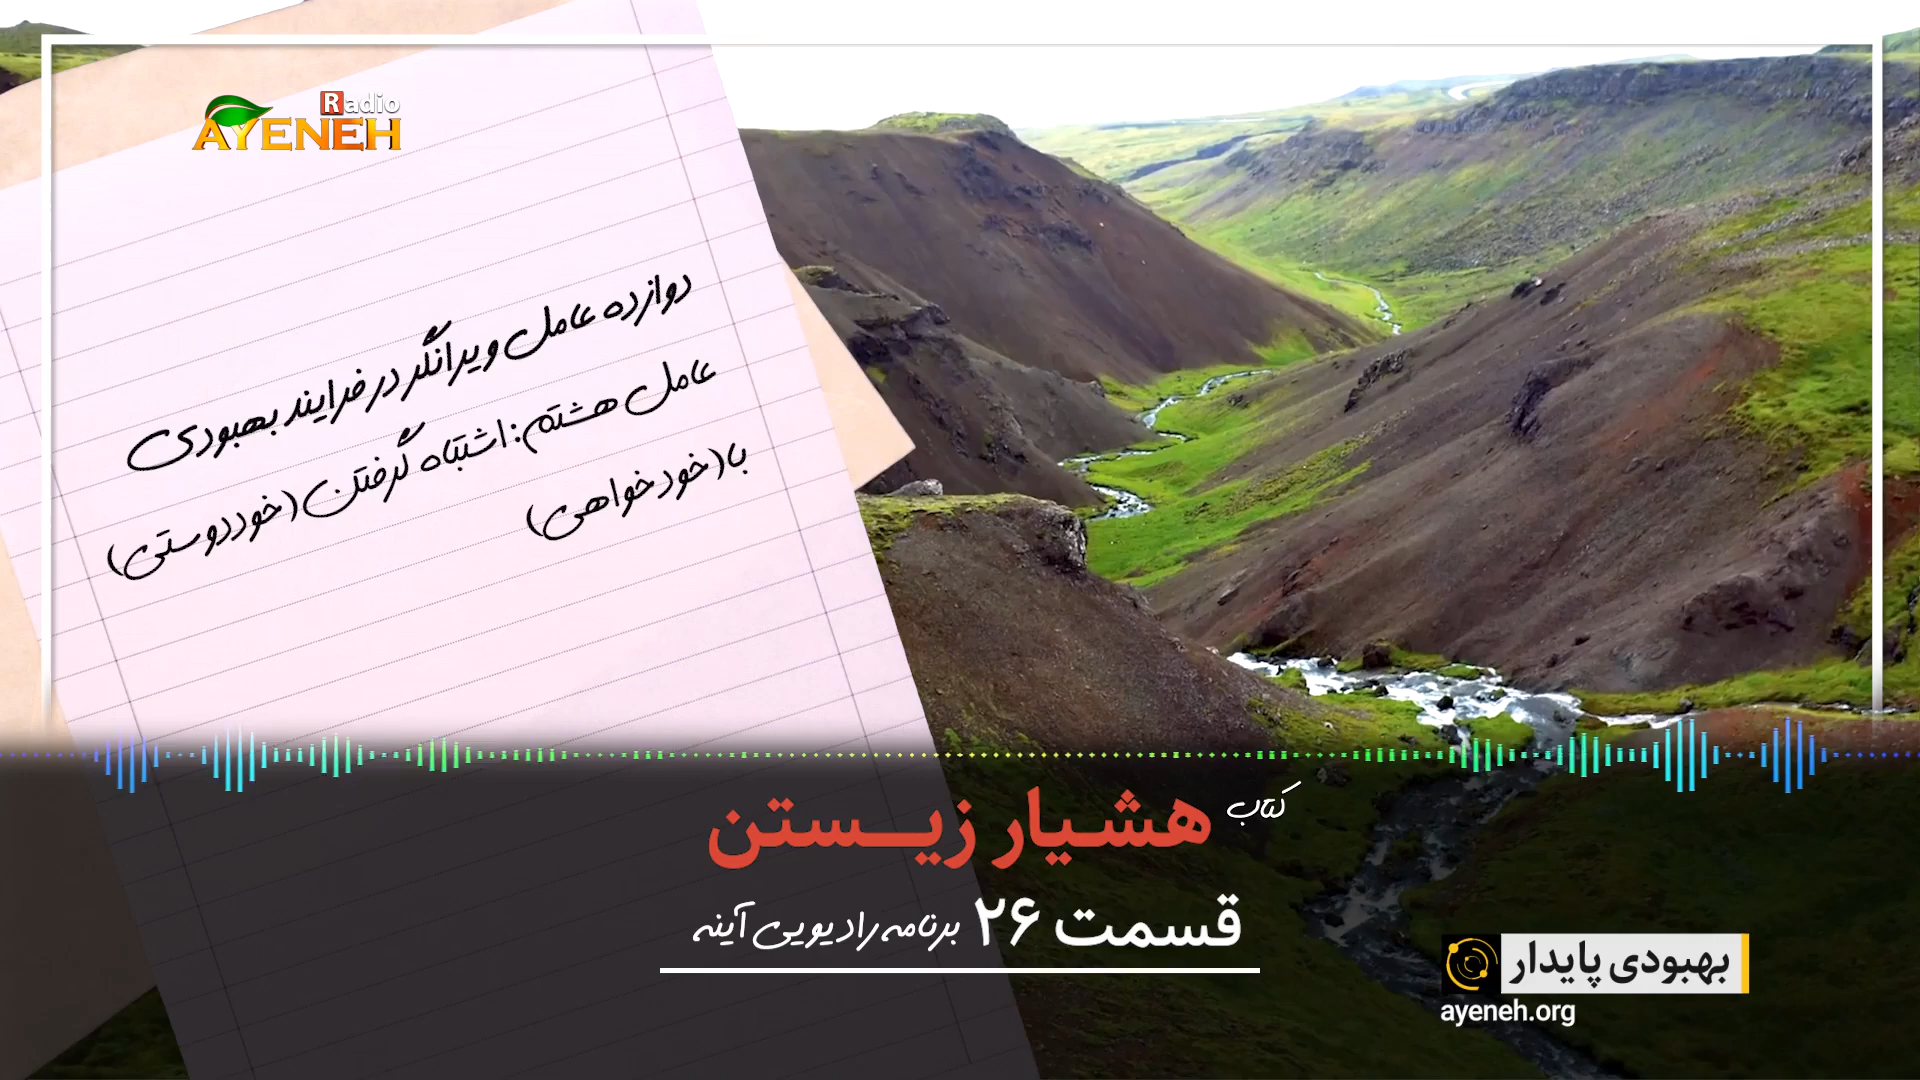 Radio
AYENEH
دوازده عامل ویرانگر در فرایند بهبودی
عامل هشتم: اشتباه گرفتن (خوددوستی)
با (خودخواهی)
کتاب هشیار زیستن
قسمت ۲۶ برنامه رادیویی آینه
بهبودی پایدار
ayeneh.org